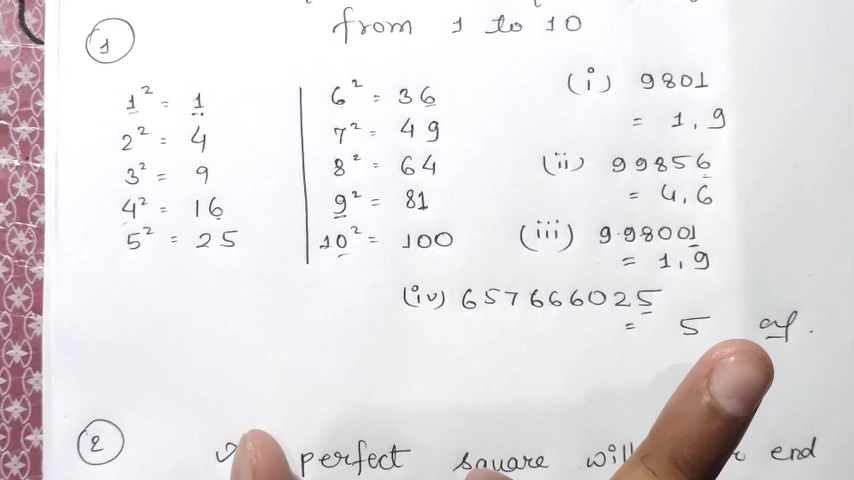 from 1 to 10
1
1² = 1
2² = 4
3² = 9
4² = 16
5² = 25
6² = 36
7² = 49
8² = 64
9² = 81
10² = 100
(i) 9801
= 1, 9
(ii) 99856
= 4, 6
(iii) 998001
= 1, 9
(iv) 657666025
= 5
2
perfect square will end